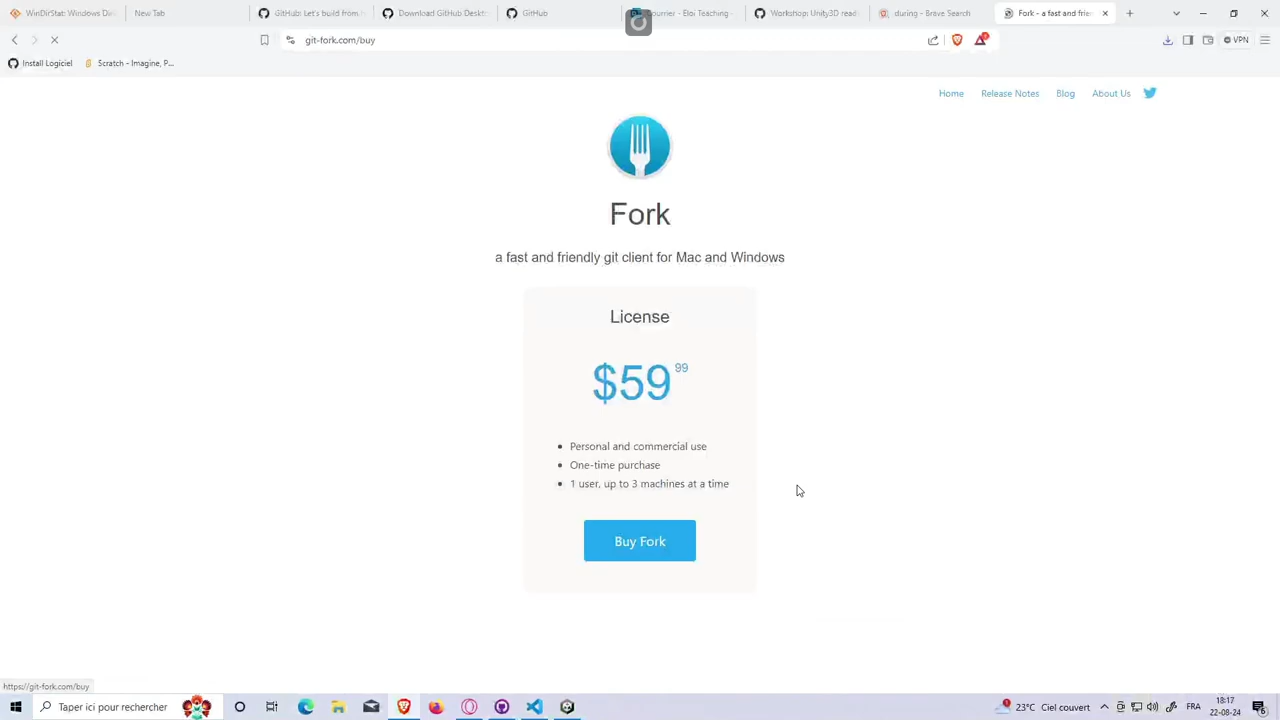 WinDirStat: Windows Di
New Tab
GitHub: Let's build from h
Download GitHub Deskt
GitHub
Courrier - Eloi Teaching -
Workshop: Unity3D read
during - Brave Search
Fork - a fast and frie
git-fork.com/buy
VPN
Install Logiciel
Scratch - Imagine, P...
Home
Release Notes
Blog
About Us
Fork
a fast and friendly git client for Mac and Windows
License
$59 99
Personal and commercial use
One-time purchase
1 user, up to 3 machines at a time
Buy Fork
https://git-fork.com/buy
Taper ici pour rechercher
23°C Ciel couvert
FRA
18:17
22-08-24